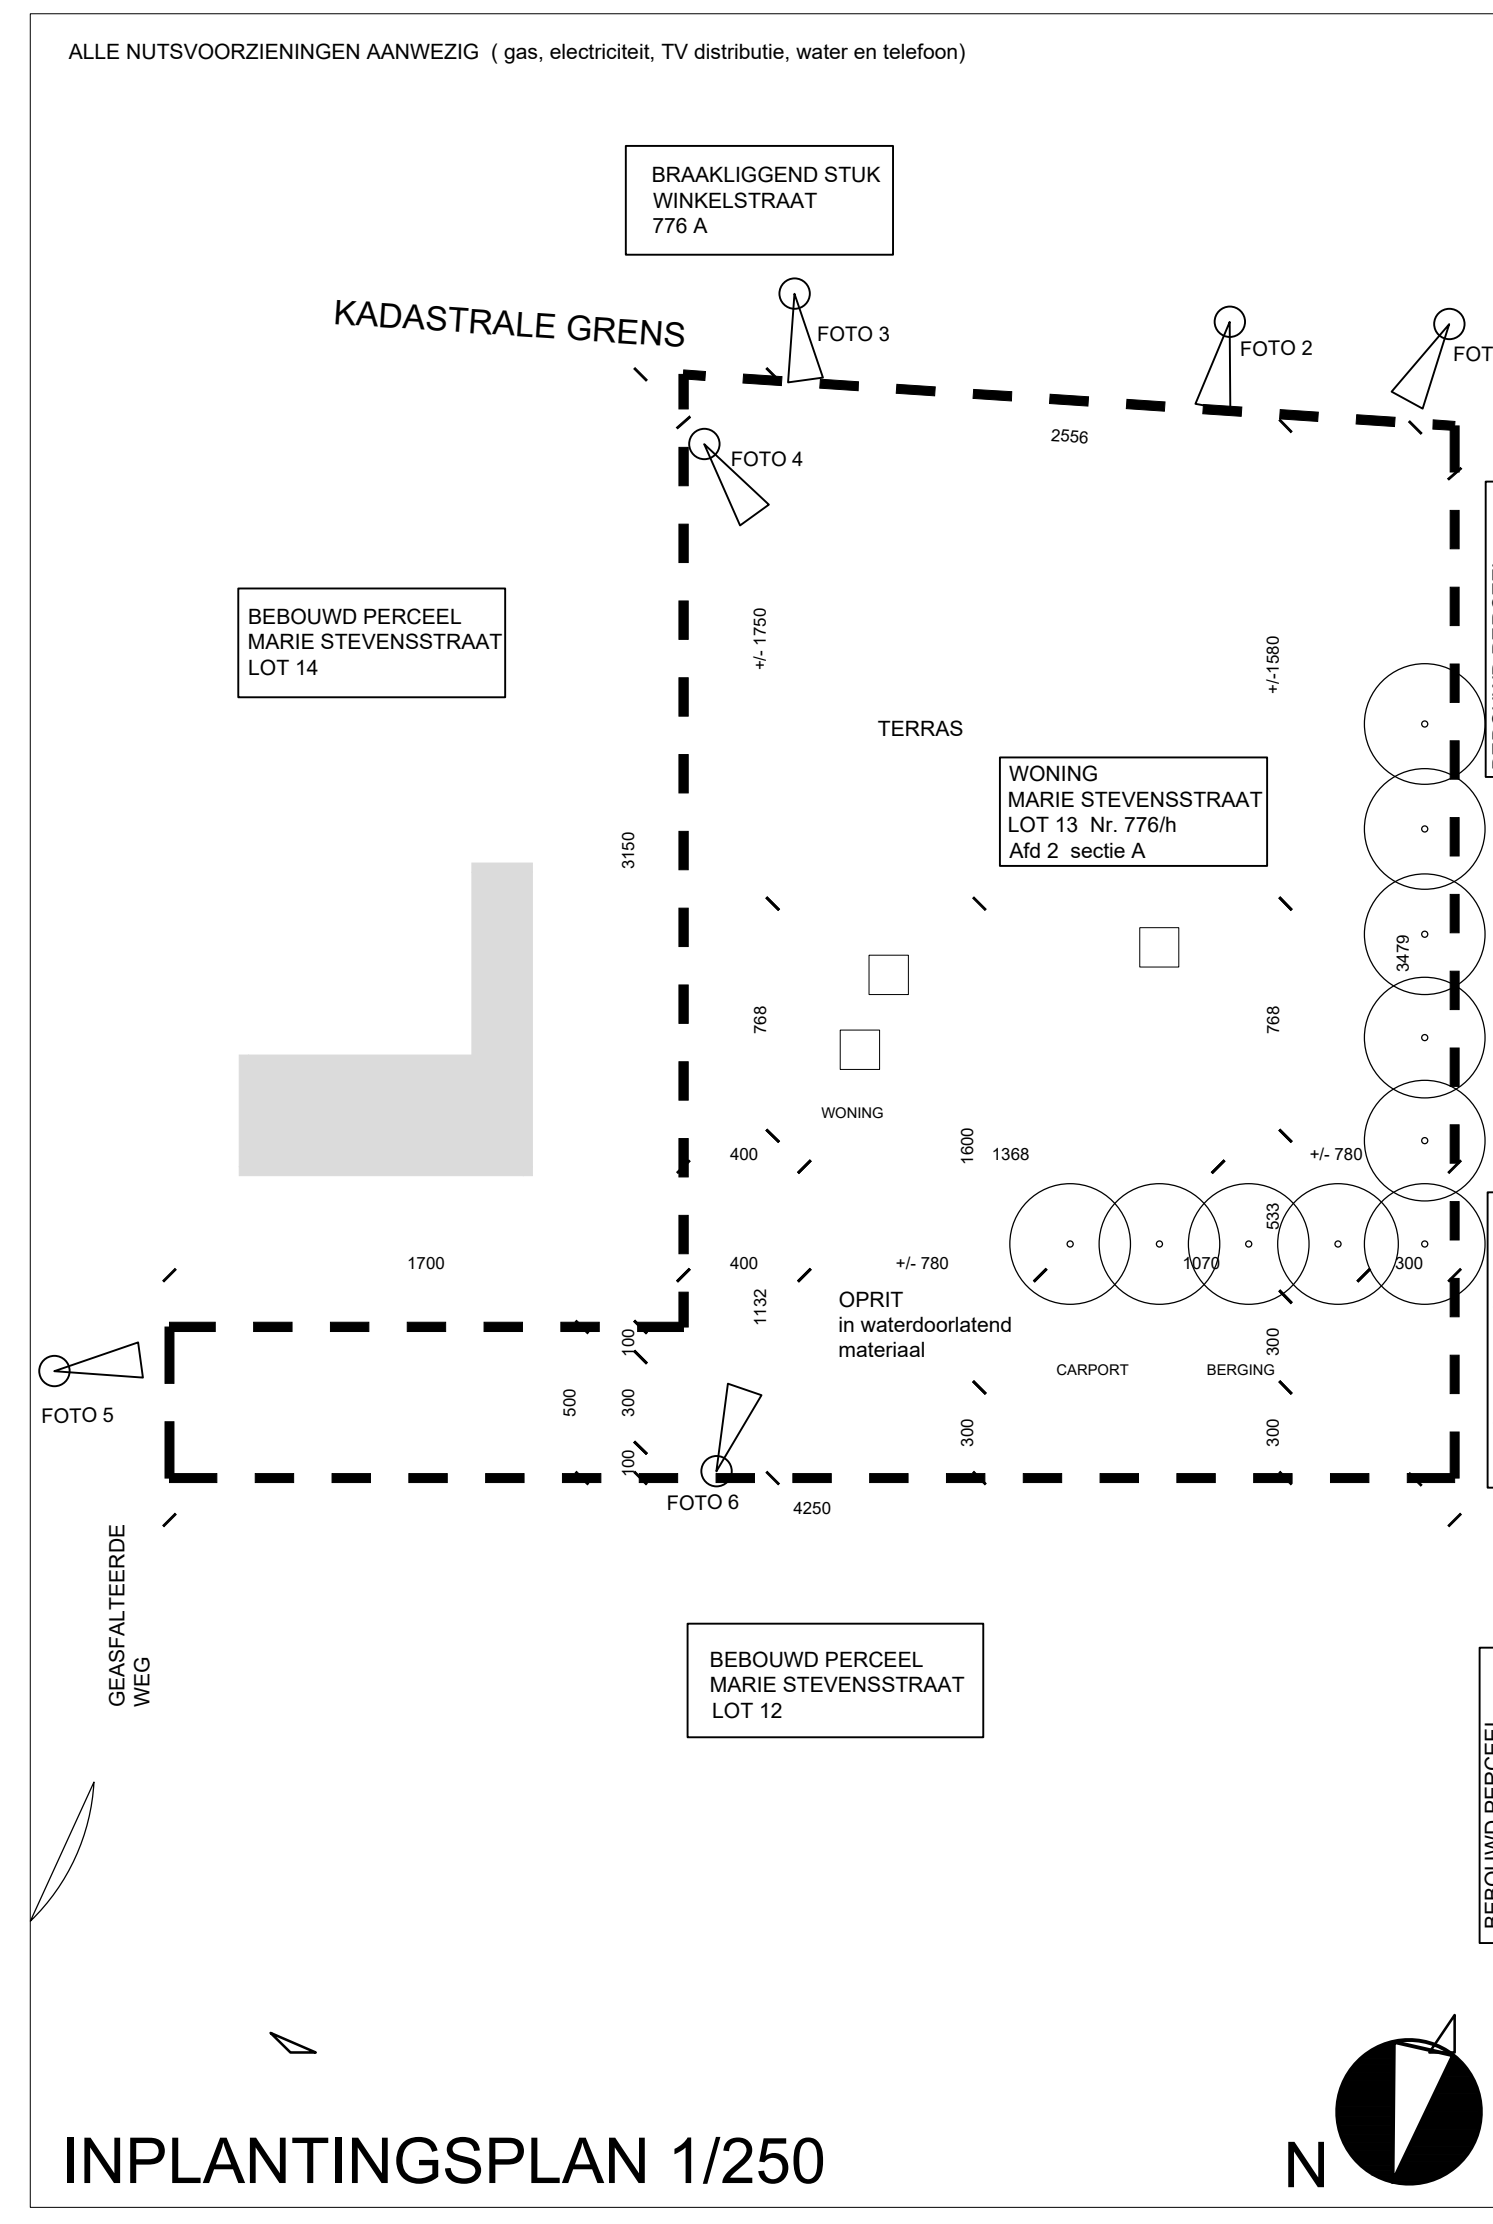 ALLE NUTSVOORZIENINGEN AANWEZIG ( gas, electriciteit, TV distributie, water en telefoon)
BRAAKLIGGEND STUK
WINKELSTRAAT
776 A
KADASTRALE GRENS
FOTO 3
FOTO 2
FOT
2556
FOTO 4
BEBOUWD PERCEEL
MARIE STEVENSSTRAAT
LOT 14
+/- 1750
+/-1580
TERRAS
WONING
MARIE STEVENSSTRAAT
LOT 13 Nr. 776/h
Afd 2 sectie A
3150
3479
768
768
WONING
400
1600
1368
+/- 780
533
1700
400
+/- 780
1070
300
1132
OPRIT
in waterdoorlatend
materiaal
100
300
CARPORT
BERGING
FOTO 5
500
300
300
300
100
FOTO 6
4250
GEASFALTEERDE
WEG
BEBOUWD PERCEEL
MARIE STEVENSSTRAAT
LOT 12
BEBOUWD PERCEEL
INPLANTINGSPLAN 1/250
N